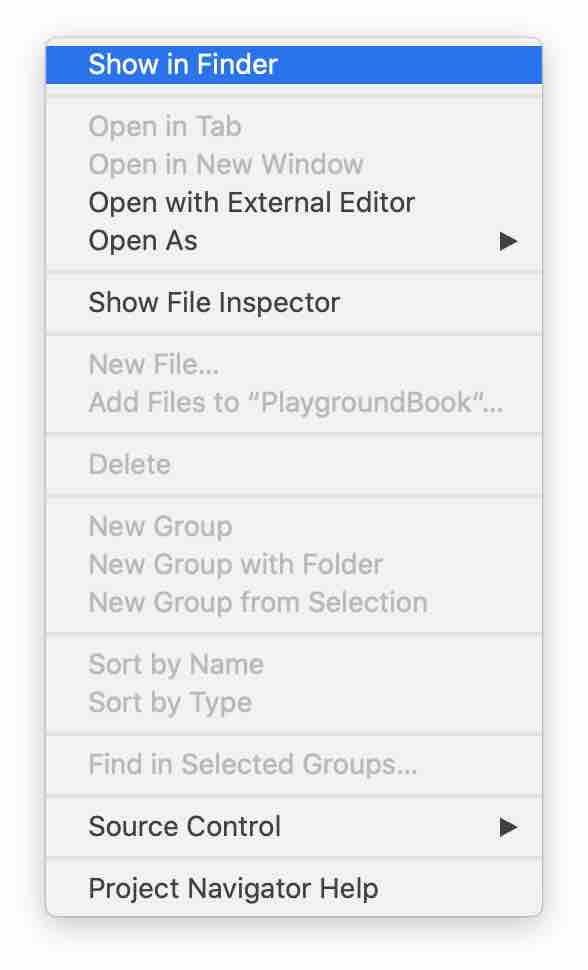 Show in Finder
Open in Tab
Open in New Window
Open with External Editor
Open As
Show File Inspector
New File...
Add Files to “PlaygroundBook“...
Delete
New Group
New Group with Folder
New Group from Selection
Sort by Name
Sort by Type
Find in Selected Groups...
Source Control
Project Navigator Help